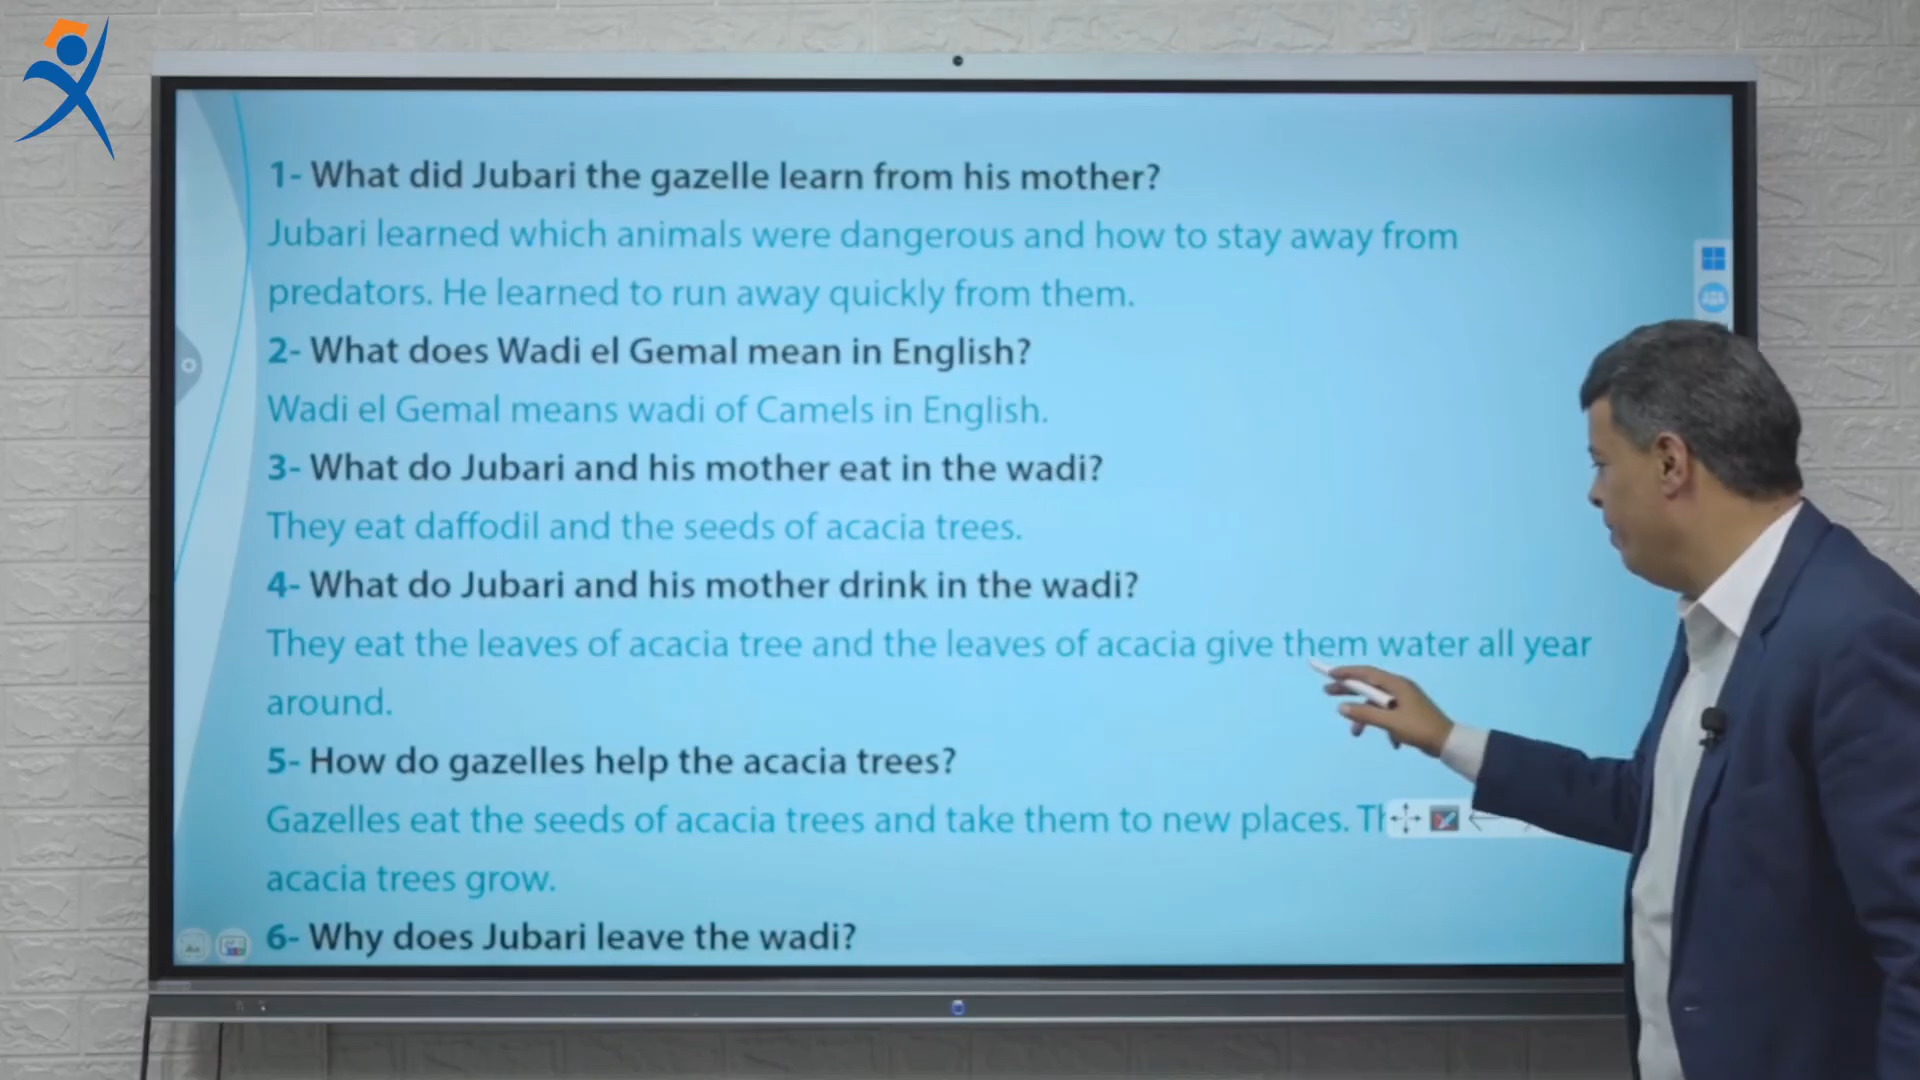 1- What did Jubari the gazelle learn from his mother?
Jubari learned which animals were dangerous and how to stay away from
predators. He learned to run away quickly from them.
2- What does Wadi el Gemal mean in English?
Wadi el Gemal means wadi of Camels in English.
3- What do Jubari and his mother eat in the wadi?
They eat daffodil and the seeds of acacia trees.
4- What do Jubari and his mother drink in the wadi?
They eat the leaves of acacia tree and the leaves of acacia give them water all year
around.
5- How do gazelles help the acacia trees?
Gazelles eat the seeds of acacia trees and take them to new places.
acacia trees grow.
6- Why does Jubari leave the wadi?